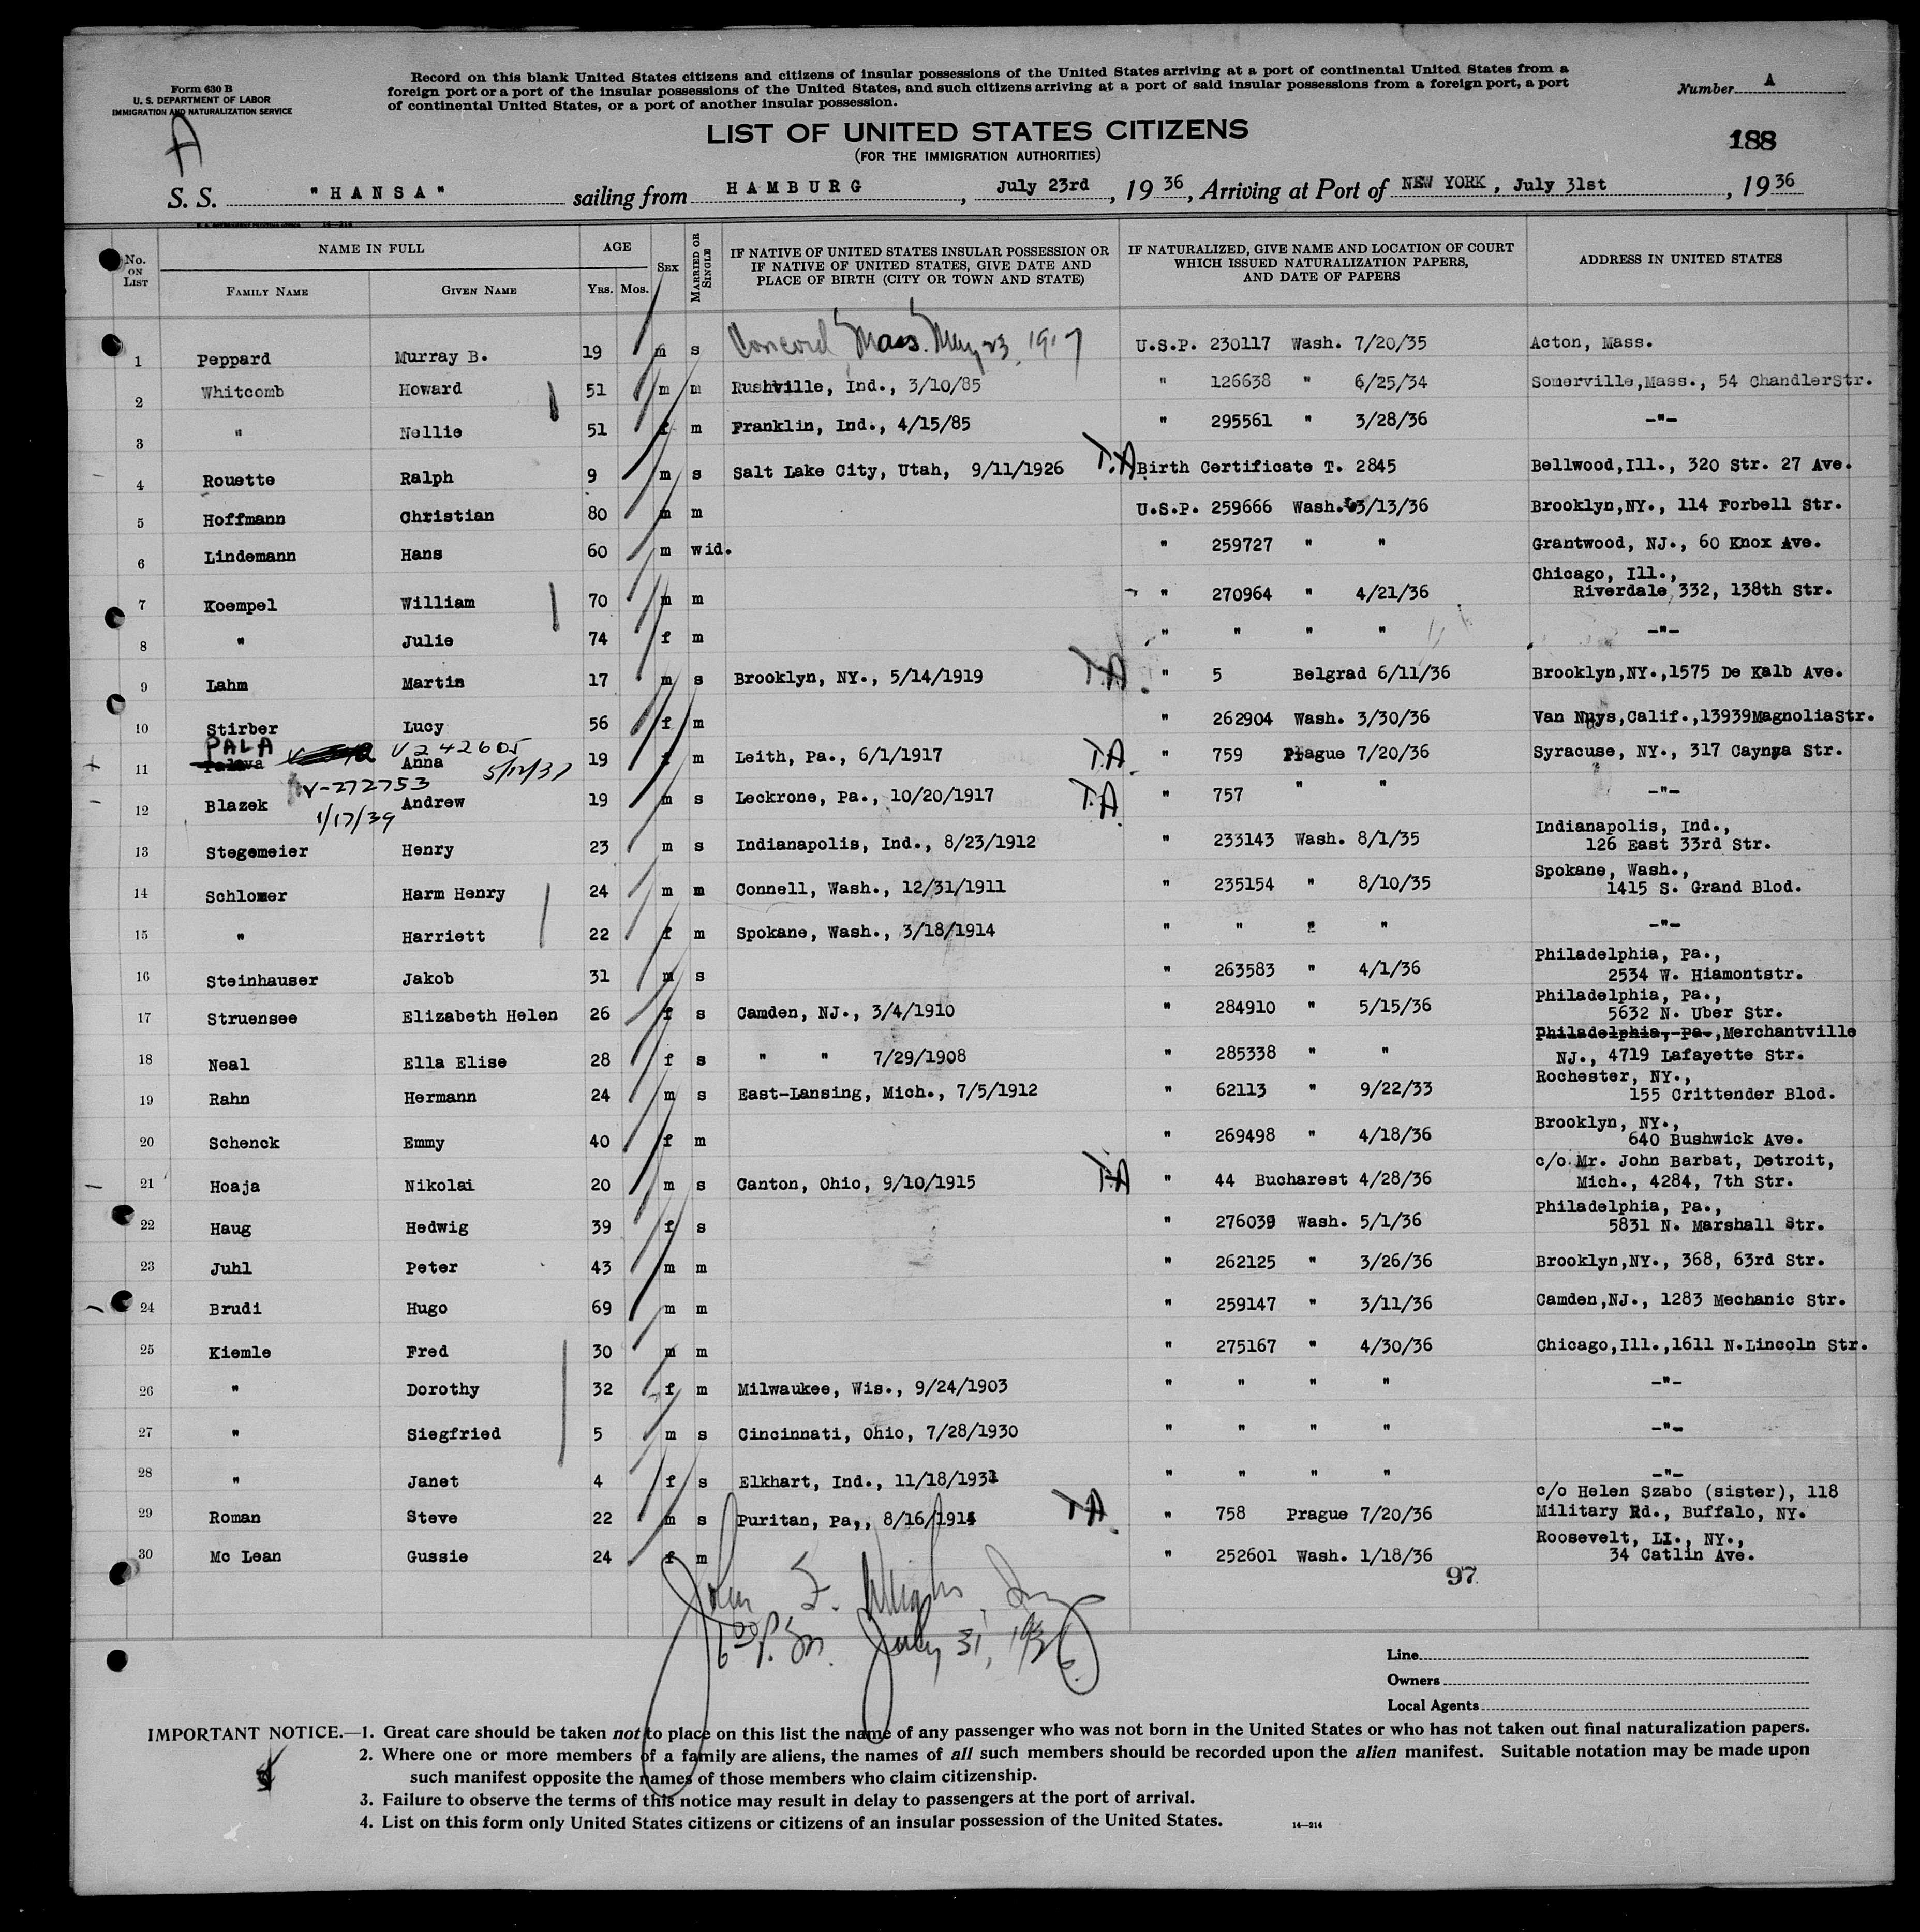 Form 630 B
U. S. DEPARTMENT OF LABOR
IMMIGRATION AND NATURALIZATION SERVICE
A
Record on this blank United States citizens and citizens of insular possessions of the United States arriving at a port of continental United States from a
foreign port or a port of the insular possessions of the United States, and such citizens arriving at a port of said insular possessions from a foreign port, a port
of continental United States, or a port of another insular possession.
Number A
188
LIST OF UNITED STATES CITIZENS
(FOR THE IMMIGRATION AUTHORITIES)
S. S. "HANSA" sailing from HAMBURG, July 23rd, 1936, Arriving at Port of NEW YORK, July 31st, 1936
No. ON LIST NAME IN FULL FAMILY NAME GIVEN NAME AGE YRS. MOS. SEX MARRIED OR SINGLE IF NATIVE OF UNITED STATES INSULAR POSSESSION OR IF NATIVE OF UNITED STATES, GIVE DATE AND PLACE OF BIRTH (CITY OR TOWN AND STATE) IF NATURALIZED, GIVE NAME AND LOCATION OF COURT WHICH ISSUED NATURALIZATION PAPERS, AND DATE OF PAPERS ADDRESS IN UNITED STATES
1 Peppard Murray B. 19 m s Concord Mass. May 23, 1917 U.S.P. 230117 Wash. 7/20/35 Acton, Mass.
2 Whitcomb Howard 51 m m Rushville, Ind., 3/10/85 " 126638 " 6/25/34 Somerville,Mass., 54 ChandlerStr.
3 " Nellie 51 f m Franklin, Ind., 4/15/85 " 295561 " 3/28/36 -"-
4 Rouette Ralph 9 m s Salt Lake City, Utah, 9/11/1926 T.A. Birth Certificate T. 2845 Bellwood,Ill., 320 Str. 27 Ave.
5 Hoffmann Christian 80 m m U.S.P. 259666 Wash. 3/13/36 Brooklyn,NY., 114 Forbell Str.
6 Lindemann Hans 60 m wid. " 259727 " " Grantwood, NJ., 60 Knox Ave.
7 Koempel William 70 m m " 270964 " 4/21/36 Chicago, Ill.,
Riverdale 332, 138th Str.
8 " Julie 74 f m " " " " -"-
9 Lahm Martin 17 m s Brooklyn, NY., 5/14/1919 T.A. " 5 Belgrad 6/11/36 Brooklyn,NY.,1575 De Kalb Ave.
10 Stirber Lucy 56 f m " 262904 Wash. 3/30/36 Van Nuys,Calif.,13939MagnoliaStr.
PALA V242605
11 Anna 5/12/37 19 f m Leith, Pa., 6/1/1917 T.A. " 759 Prague 7/20/36 Syracuse, NY., 317 Caynya Str.
V-272753
12 Blazek Andrew 19 m s Leckrone, Pa., 10/20/1917 T.A. " 757 " " -"-
1/17/39
13 Stegemeier Henry 23 m s Indianapolis, Ind., 8/23/1912 " 233143 Wash. 8/1/35 Indianapolis, Ind.,
126 East 33rd Str.
14 Schlomer Harm Henry 24 m m Connell, Wash., 12/31/1911 " 235154 " 8/10/35 Spokane, Wash.,
1415 S. Grand Blod.
15 " Harriett 22 f m Spokane, Wash., 3/18/1914 " " " " -"-
16 Steinhauser Jakob 31 m s " 263583 " 4/1/36 Philadelphia, Pa.,
2534 W. Hiamontstr.
17 Struensee Elizabeth Helen 26 f s Camden, NJ., 3/4/1910 " 284910 " 5/15/36 Philadelphia, Pa.,
5632 N. Uber Str.
18 Neal Ella Elise 28 f s " " 7/29/1908 " 285338 " " Philadelphia, Pa.,Merchantville
NJ., 4719 Lafayette Str.
19 Rahn Hermann 24 m s East-Lansing, Mich., 7/5/1912 " 62113 " 9/22/33 Rochester, NY.,
155 Crittender Blod.
20 Schenck Emmy 40 f m " 269498 " 4/18/36 Brooklyn, NY.,
640 Bushwick Ave.
21 Hoaja Nikolai 20 m s Canton, Ohio, 9/10/1915 T.A " 44 Bucharest 4/28/36 c/o Mr. John Barbat, Detroit,
Mich., 4284, 7th Str.
22 Haug Hedwig 39 f s " 276039 Wash. 5/1/36 Philadelphia, Pa.,
5831 N. Marshall Str.
23 Juhl Peter 43 m m " 262125 " 3/26/36 Brooklyn,NY., 368, 63rd Str.
24 Brudi Hugo 69 m m " 259147 " 3/11/36 Camden,NJ., 1283 Mechanic Str.
25 Kiemle Fred 30 m m " 275167 " 4/30/36 Chicago,Ill.,1611 N.Lincoln Str.
26 " Dorothy 32 f m Milwaukee, Wis., 9/24/1903 " " " " -"-
27 " Siegfried 5 m s Cincinnati, Ohio, 7/28/1930 " " " " -"-
28 " Janet 4 f s Elkhart, Ind., 11/18/1931 " " " " -"-
29 Roman Steve 22 m s Puritan, Pa,, 8/16/1914 T.A. " 758 Prague 7/20/36 c/o Helen Szabo (sister), 118
Military Rd., Buffalo, NY.
30 Mc Lean Gussie 24 f m " 252601 Wash. 1/18/36 Roosevelt, LI., NY.,
34 Catlin Ave.
97
John F.
6 00 P.M. July 31, 1936
Line
Owners
Local Agents
IMPORTANT NOTICE.—1. Great care should be taken not to place on this list the name of any passenger who was not born in the United States or who has not taken out final naturalization papers.
2. Where one or more members of a family are aliens, the names of all such members should be recorded upon the alien manifest. Suitable notation may be made upon
such manifest opposite the names of those members who claim citizenship.
3. Failure to observe the terms of this notice may result in delay to passengers at the port of arrival.
4. List on this form only United States citizens or citizens of an insular possession of the United States.
14—214